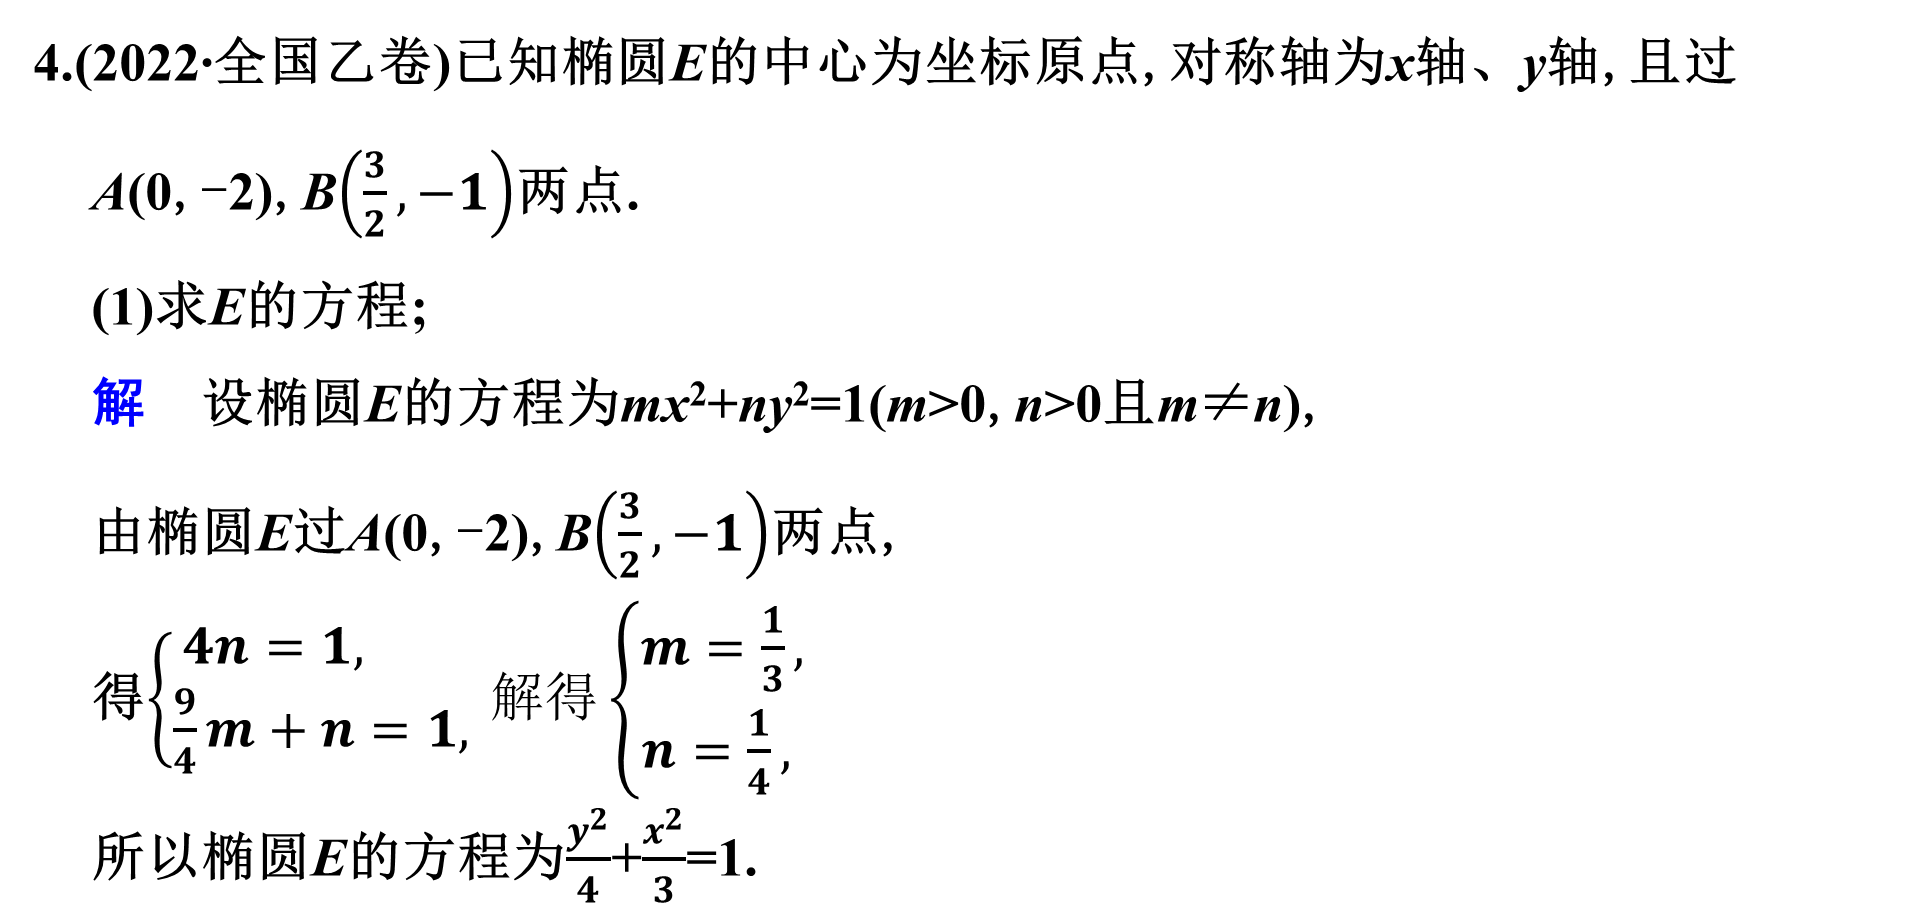 4.(2022·全国乙卷)已知椭圆E的中心为坐标原点, 对称轴为x轴、y轴, 且过
A(0, −2), B(3/2, −1)两点.
(1)求E的方程;
解 设椭圆E的方程为mx²+ny²=1(m>0, n>0且m≠n),
由椭圆E过A(0, −2), B(3/2, −1)两点,
得{4n = 1, 9/4 m + n = 1, 解得{m = 1/3, n = 1/4,
所以椭圆E的方程为y²/4+x²/3=1.